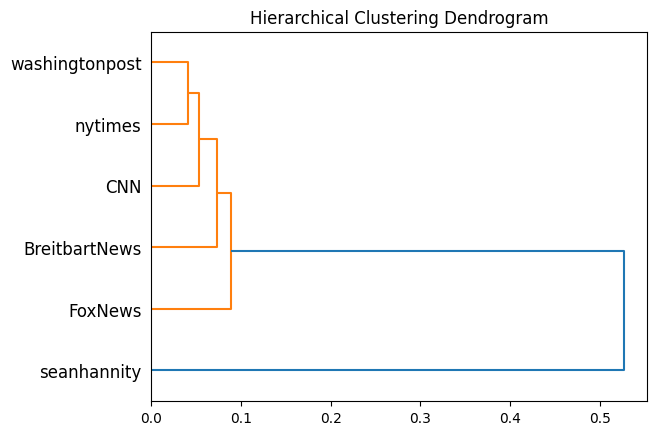 Hierarchical Clustering Dendrogram
washingtonpost
nytimes
CNN
BreitbartNews
FoxNews
seanhannity
0.0 0.1 0.2 0.3 0.4 0.5